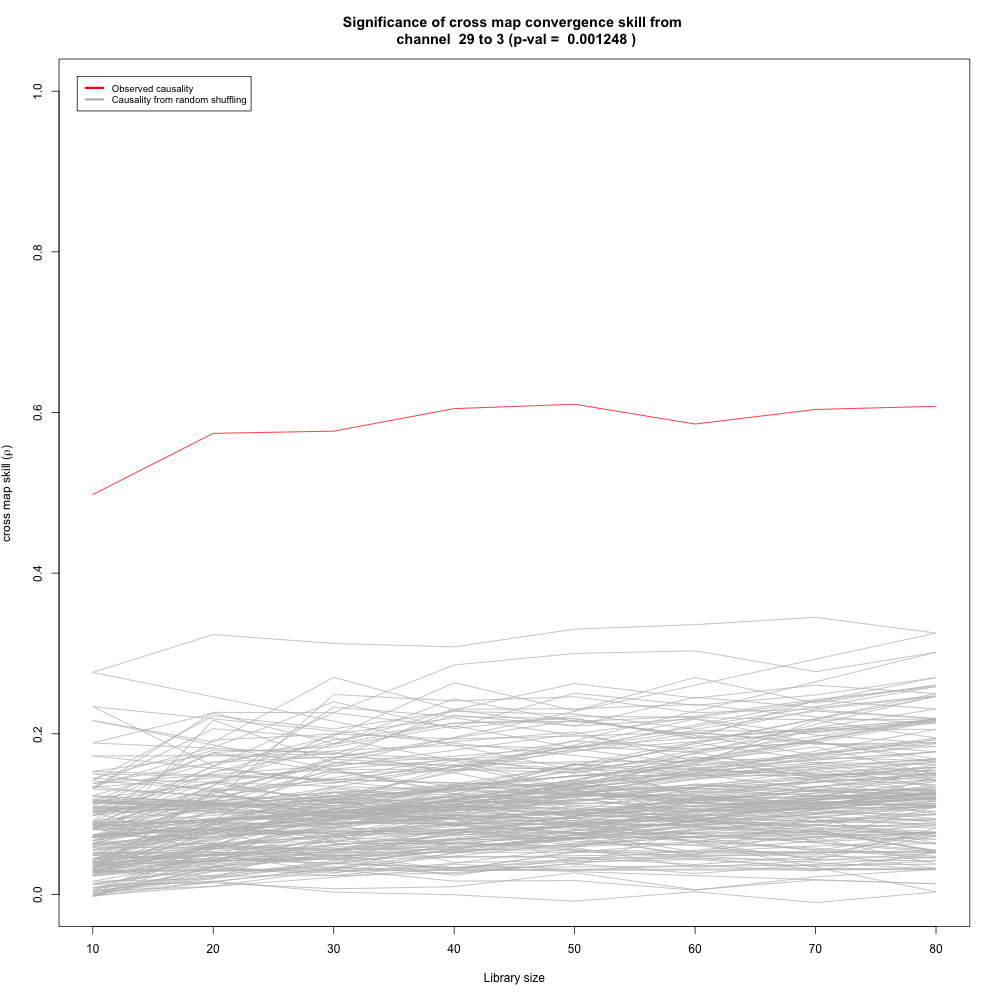 Significance of cross map convergence skill from
channel  29 to 3 (p-val =  0.001248 )
Observed causality
Causality from random shuffling
cross map skill (ρ)
1.0
0.8
0.6
0.4
0.2
0.0
10 20 30 40 50 60 70 80
Library size